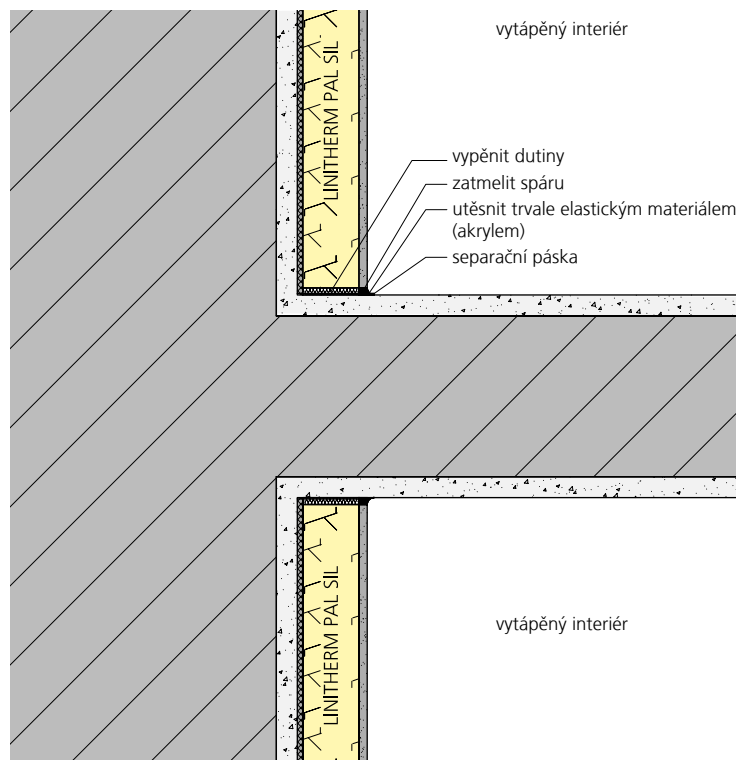 vytápěný interiér
LINITHERM PAL SIL
vypěnit dutiny
zatmelit spáru
utěsnit trvale elastickým materiálem
(akrylem)
separační páska
LINITHERM PAL SIL
vytápěný interiér